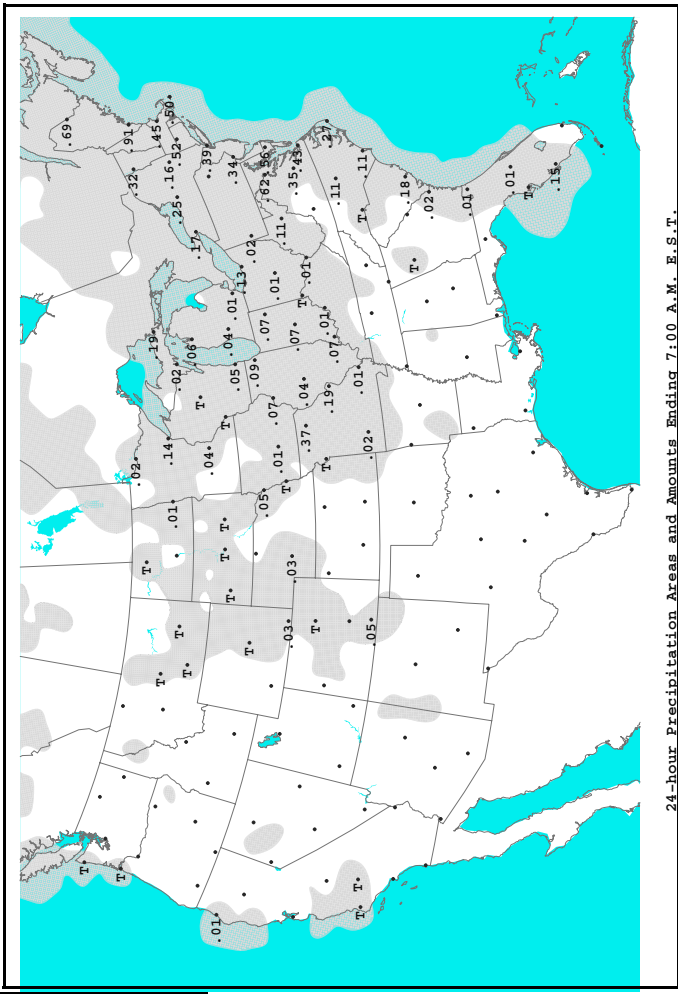 .69
T
T
.91
.32
.02
T
.19
.45
T
.14
.16
.50
.01
.52
.02
.25
T
T
.06
.17
T
.39
.04
.01
T
T
T
.04
T
.01
.34
.05
.13
T
.02
.09
.05
.56
.62
.07
.07
.01
.01
.11
T
.03
.03
.35
.07
.43
T
.04
.37
.01
T
.01
T
.27
.19
.07
.11
T
.01
T
.11
T
.02
.05
.18
T
.02
.01
.01
T
.15
24-hour Precipitation Areas and Amounts Ending 7:00 A.M. E.S.T.